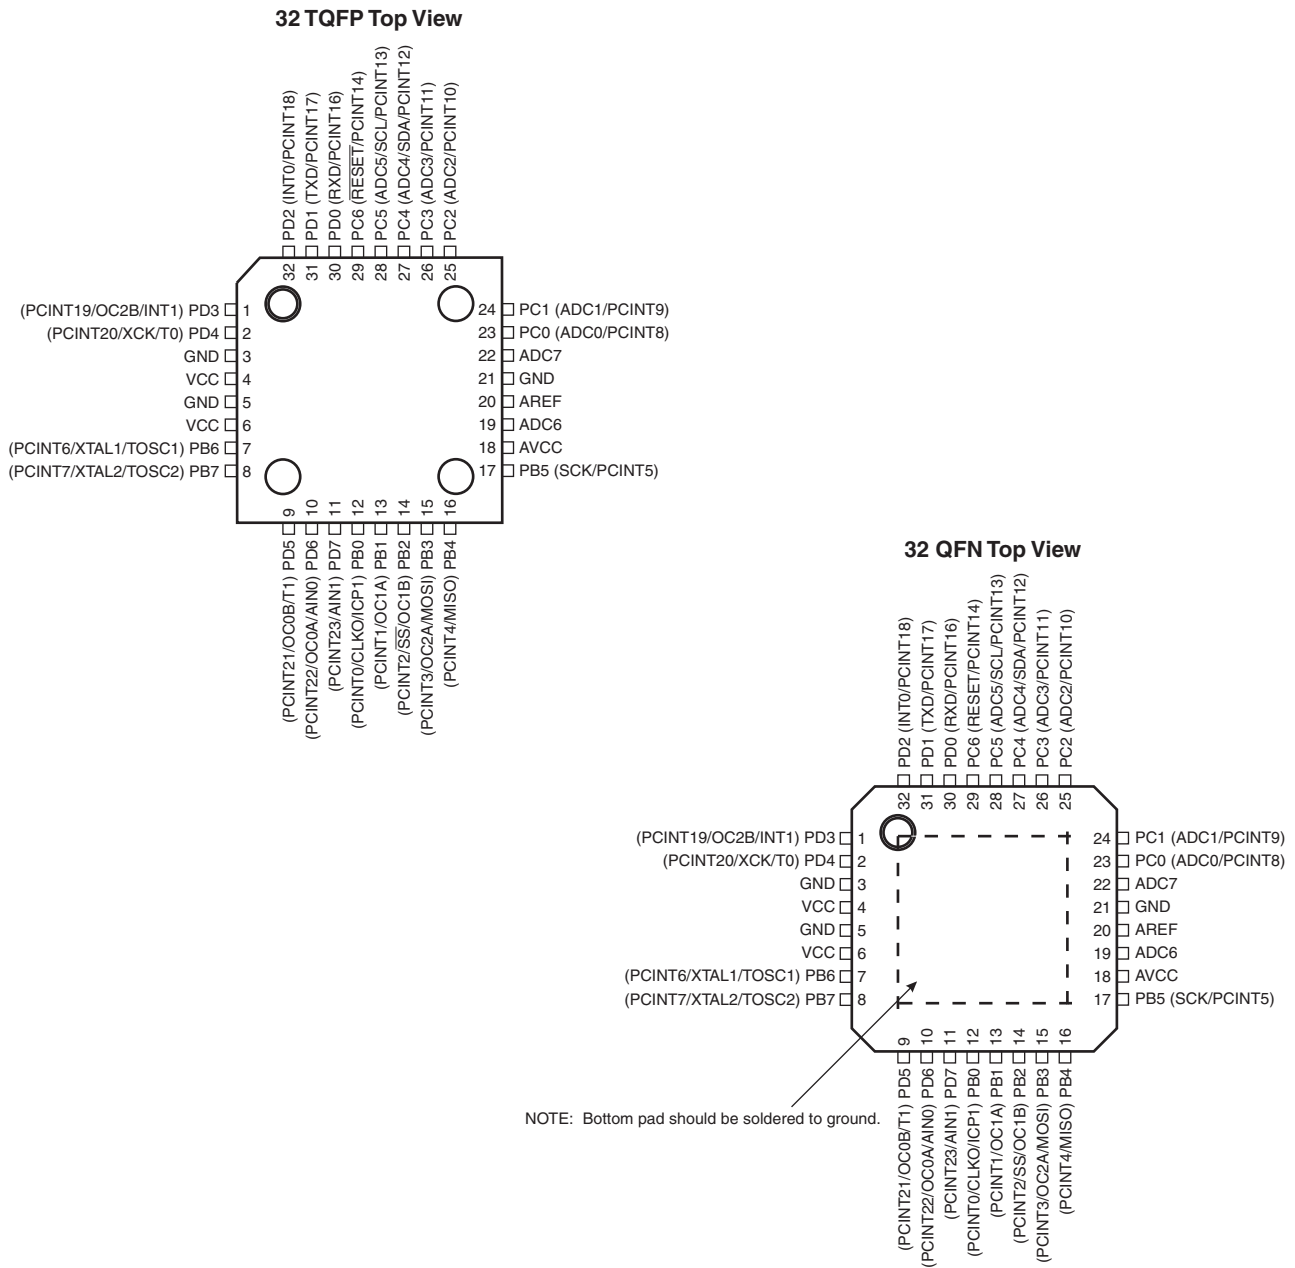 32 TQFP Top View
32 PD2 (INT0/PCINT18)
31 PD1 (TXD/PCINT17)
30 PD0 (RXD/PCINT16)
29 PC6 (RESET/PCINT14)
28 PC5 (ADC5/SCL/PCINT13)
27 PC4 (ADC4/SDA/PCINT12)
26 PC3 (ADC3/PCINT11)
25 PC2 (ADC2/PCINT10)
(PCINT19/OC2B/INT1) PD3 1
(PCINT20/XCK/T0) PD4 2
GND 3
VCC 4
GND 5
VCC 6
(PCINT6/XTAL1/TOSC1) PB6 7
(PCINT7/XTAL2/TOSC2) PB7 8
24 PC1 (ADC1/PCINT9)
23 PC0 (ADC0/PCINT8)
22 ADC7
21 GND
20 AREF
19 ADC6
18 AVCC
17 PB5 (SCK/PCINT5)
(PCINT21/OC0B/T1) PD5 9
(PCINT22/OC0A/AIN0) PD6 10
(PCINT23/AIN1) PD7 11
(PCINT0/CLKO/ICP1) PB0 12
(PCINT1/OC1A) PB1 13
(PCINT2/SS/OC1B) PB2 14
(PCINT3/OC2A/MOSI) PB3 15
(PCINT4/MISO) PB4 16
32 QFN Top View
32 PD2 (INT0/PCINT18)
31 PD1 (TXD/PCINT17)
30 PD0 (RXD/PCINT16)
29 PC6 (RESET/PCINT14)
28 PC5 (ADC5/SCL/PCINT13)
27 PC4 (ADC4/SDA/PCINT12)
26 PC3 (ADC3/PCINT11)
25 PC2 (ADC2/PCINT10)
(PCINT19/OC2B/INT1) PD3 1
(PCINT20/XCK/T0) PD4 2
GND 3
VCC 4
GND 5
VCC 6
(PCINT6/XTAL1/TOSC1) PB6 7
(PCINT7/XTAL2/TOSC2) PB7 8
24 PC1 (ADC1/PCINT9)
23 PC0 (ADC0/PCINT8)
22 ADC7
21 GND
20 AREF
19 ADC6
18 AVCC
17 PB5 (SCK/PCINT5)
(PCINT21/OC0B/T1) PD5 9
(PCINT22/OC0A/AIN0) PD6 10
(PCINT23/AIN1) PD7 11
(PCINT0/CLKO/ICP1) PB0 12
(PCINT1/OC1A) PB1 13
(PCINT2/SS/OC1B) PB2 14
(PCINT3/OC2A/MOSI) PB3 15
(PCINT4/MISO) PB4 16
NOTE: Bottom pad should be soldered to ground.